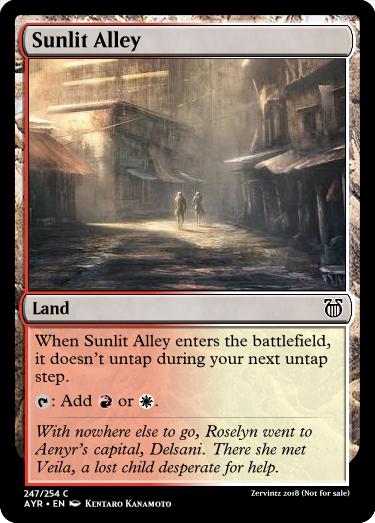 Sunlit Alley
Land
When Sunlit Alley enters the battlefield,
it doesn't untap during your next untap
step.
: Add or .
With nowhere else to go, Roselyn went to
Aenyr's capital, Delsani. There she met
Veila, a lost child desperate for help.
247/254 C
AYR • EN Kentaro Kanamoto
Zervintz 2018 (Not for sale)